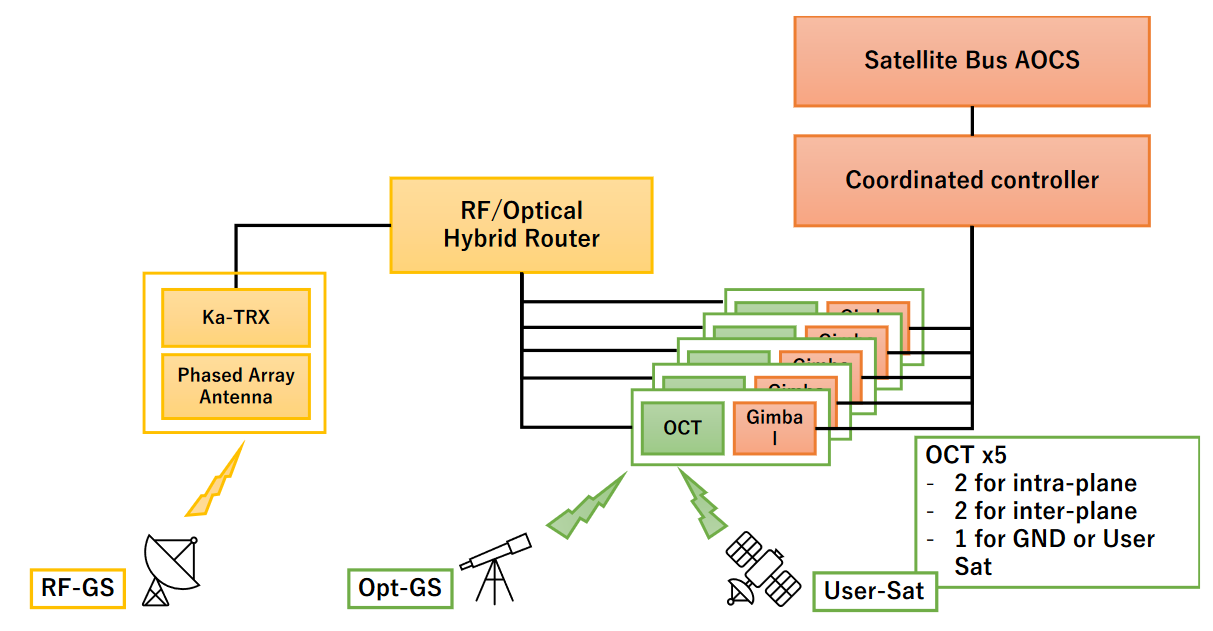 Satellite Bus AOCS
Coordinated controller
RF/Optical
Hybrid Router
Ka-TRX
Phased Array
Antenna
OCT
Gimba
l
OCT x5
- 2 for intra-plane
- 2 for inter-plane
- 1 for GND or User
Sat
RF-GS
Opt-GS
User-Sat